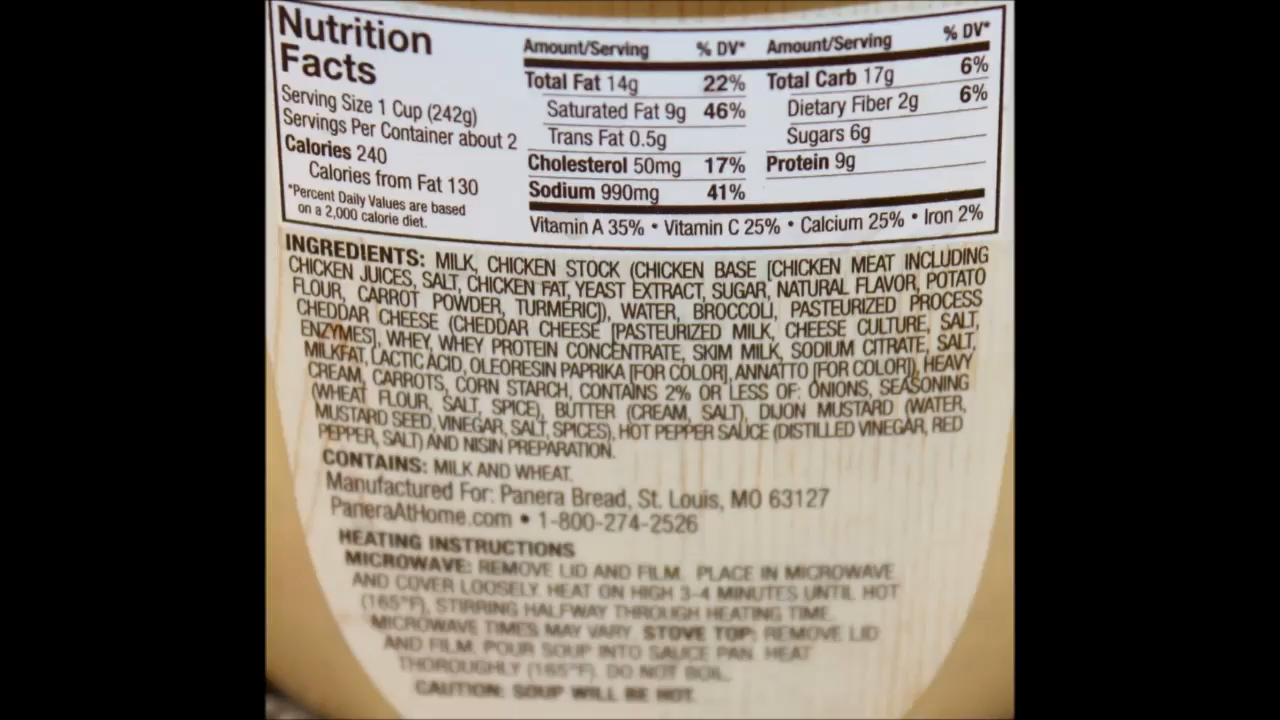 Nutrition
Facts
Serving Size 1 Cup (242g)
Servings Per Container about 2
Calories 240
Calories from Fat 130
*Percent Daily Values are based
on a 2,000 calorie diet.
Amount/Serving % DV* Amount/Serving % DV*
Total Fat 14g 22% Total Carb 17g 6%
Saturated Fat 9g 46% Dietary Fiber 2g 6%
Trans Fat 0.5g Sugars 6g
Cholesterol 50mg 17% Protein 9g
Sodium 990mg 41%
Vitamin A 35% • Vitamin C 25% • Calcium 25% • Iron 2%
INGREDIENTS: MILK, CHICKEN STOCK (CHICKEN BASE [CHICKEN MEAT INCLUDING
CHICKEN JUICES, SALT, CHICKEN FAT, YEAST EXTRACT, SUGAR, NATURAL FLAVOR, POTATO
FLOUR, CARROT POWDER, TURMERIC]), WATER, BROCCOLI, PASTEURIZED PROCESS
CHEDDAR CHEESE (CHEDDAR CHEESE [PASTEURIZED MILK, CHEESE CULTURE, SALT,
ENZYMES], WHEY, WHEY PROTEIN CONCENTRATE, SKIM MILK, SODIUM CITRATE, SALT,
MILKFAT, LACTIC ACID, OLEORESIN PAPRIKA [FOR COLOR], ANNATTO [FOR COLOR]), HEAVY
CREAM, CARROTS, CORN STARCH, CONTAINS 2% OR LESS OF: ONIONS, SEASONING
(WHEAT FLOUR, SALT, SPICE), BUTTER (CREAM, SALT), DIJON MUSTARD (WATER,
MUSTARD SEED, VINEGAR, SALT, SPICES), HOT PEPPER SAUCE (DISTILLED VINEGAR, RED
PEPPER, SALT) AND NISIN PREPARATION.
CONTAINS: MILK AND WHEAT.
Manufactured For: Panera Bread, St. Louis, MO 63127
PaneraAtHome.com • 1-800-274-2526
HEATING INSTRUCTIONS
MICROWAVE: REMOVE LID AND FILM. PLACE IN MICROWAVE
AND COVER LOOSELY. HEAT ON HIGH 3-4 MINUTES UNTIL HOT
(165°F), STIRRING HALFWAY THROUGH HEATING TIME.
MICROWAVE TIMES MAY VARY. STOVE TOP: REMOVE LID
AND FILM. POUR SOUP INTO SAUCE PAN. HEAT
THOROUGHLY (165°F). DO NOT BOIL.
CAUTION: SOUP WILL BE HOT.